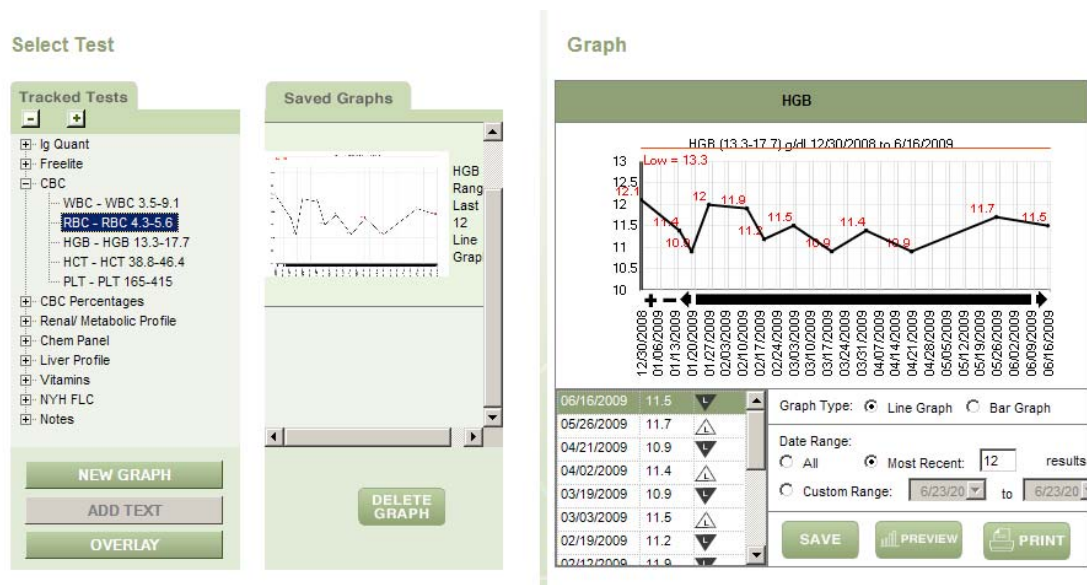 Select Test
Tracked Tests
- +
Ig Quant
Freelite
CBC
WBC - WBC 3.5-9.1
RBC - RBC 4.3-5.6
HGB - HGB 13.3-17.7
HCT - HCT 38.8-46.4
PLT - PLT 165-415
CBC Percentages
Renal/ Metabolic Profile
Chem Panel
Liver Profile
Vitamins
NYH FLC
Notes
NEW GRAPH
ADD TEXT
OVERLAY
Saved Graphs
HGB
Rang
Last
12
Line
Grap
DELETE
GRAPH
Graph
HGB
HGB (13.3-17.7) g/dl 12/30/2008 to 6/16/2009
Low = 13.3
13
12.5
12
11.5
11
10.5
10
12.1
11.4
10.9
12
11.9
11.2
11.5
10.9
11.4
10.9
11.7
11.5
12/30/2008
01/06/2009
01/13/2009
01/20/2009
01/27/2009
02/03/2009
02/10/2009
02/17/2009
02/24/2009
03/03/2009
03/10/2009
03/17/2009
03/24/2009
03/31/2009
04/07/2009
04/14/2009
04/21/2009
04/28/2009
05/05/2009
05/12/2009
05/19/2009
05/26/2009
06/02/2009
06/09/2009
06/16/2009
06/16/2009 11.5 L
05/26/2009 11.7 L
04/21/2009 10.9 L
04/02/2009 11.4 L
03/19/2009 10.9 L
03/03/2009 11.5 L
02/19/2009 11.2 L
02/12/2009 11.9
Graph Type: Line Graph Bar Graph
Date Range:
All Most Recent: 12 results
Custom Range: 6/23/20 to 6/23/20
SAVE PREVIEW PRINT